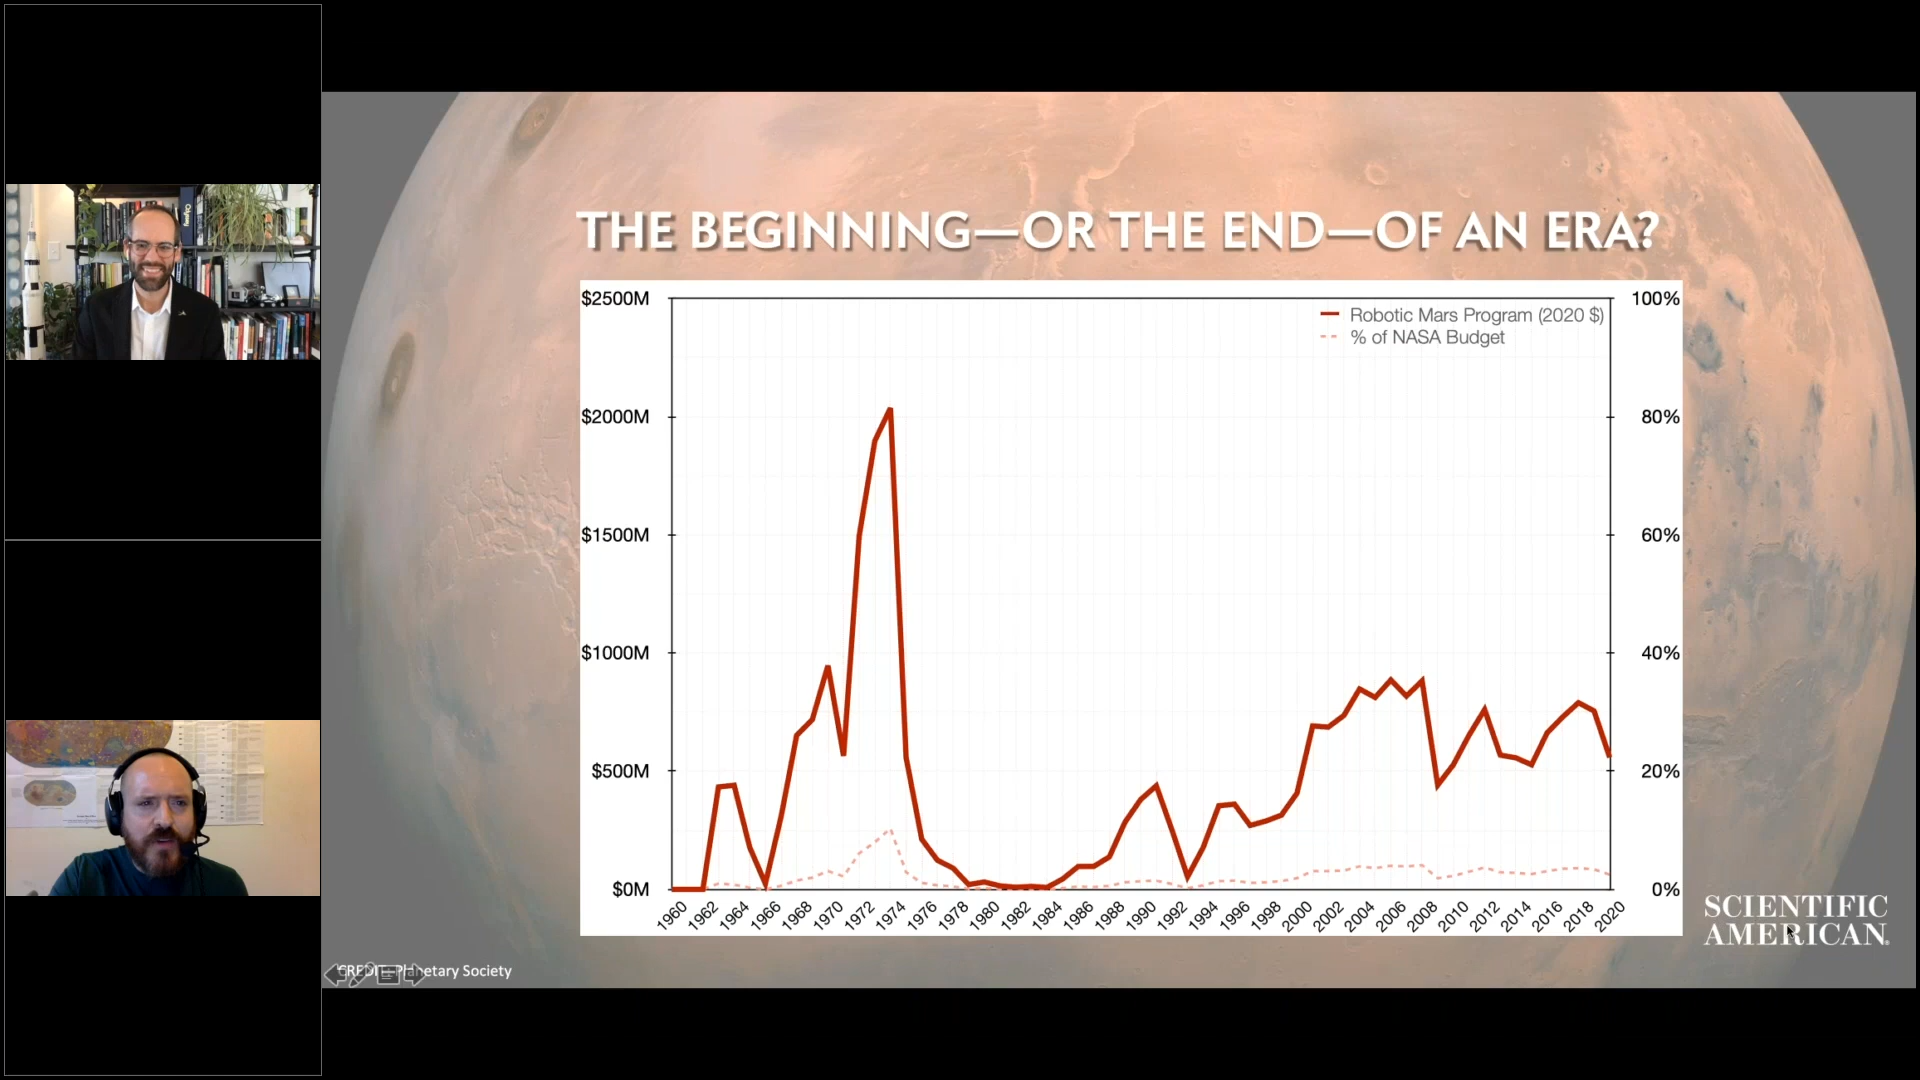 THE BEGINNING—OR THE END—OF AN ERA?
$2500M
$2000M
$1500M
$1000M
$500M
$0M
100%
80%
60%
40%
20%
0%
Robotic Mars Program (2020 $)
% of NASA Budget
1960 1962 1964 1966 1968 1970 1972 1974 1976 1978 1980 1982 1984 1986 1988 1990 1992 1994 1996 1998 2000 2002 2004 2006 2008 2010 2012 2014 2016 2018 2020
CREDIT: Planetary Society
SCIENTIFIC
AMERICAN